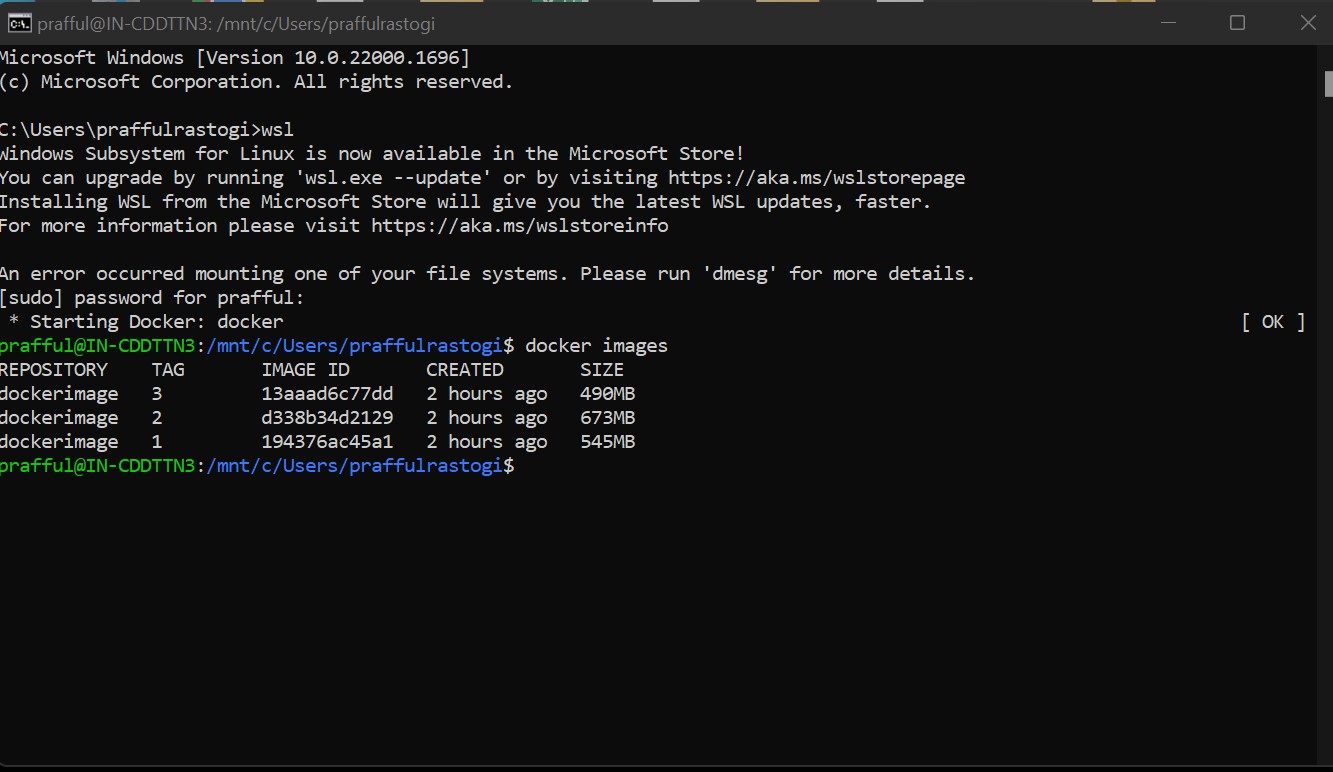 praffful@IN-CDDTTN3: /mnt/c/Users/praffulrastogi
Microsoft Windows [Version 10.0.22000.1696]
(c) Microsoft Corporation. All rights reserved.
C:\Users\praffulrastogi>wsl
Windows Subsystem for Linux is now available in the Microsoft Store!
You can upgrade by running 'wsl.exe --update' or by visiting https://aka.ms/wslstorepage
Installing WSL from the Microsoft Store will give you the latest WSL updates, faster.
For more information please visit https://aka.ms/wslstoreinfo
An error occurred mounting one of your file systems. Please run 'dmesg' for more details.
[sudo] password for prafful:
* Starting Docker: docker [ OK ]
prafful@IN-CDDTTN3:/mnt/c/Users/praffulrastogi$ docker images
REPOSITORY TAG IMAGE ID CREATED SIZE
dockerimage 3 13aaad6c77dd 2 hours ago 490MB
dockerimage 2 d338b34d2129 2 hours ago 673MB
dockerimage 1 194376ac45a1 2 hours ago 545MB
prafful@IN-CDDTTN3:/mnt/c/Users/praffulrastogi$